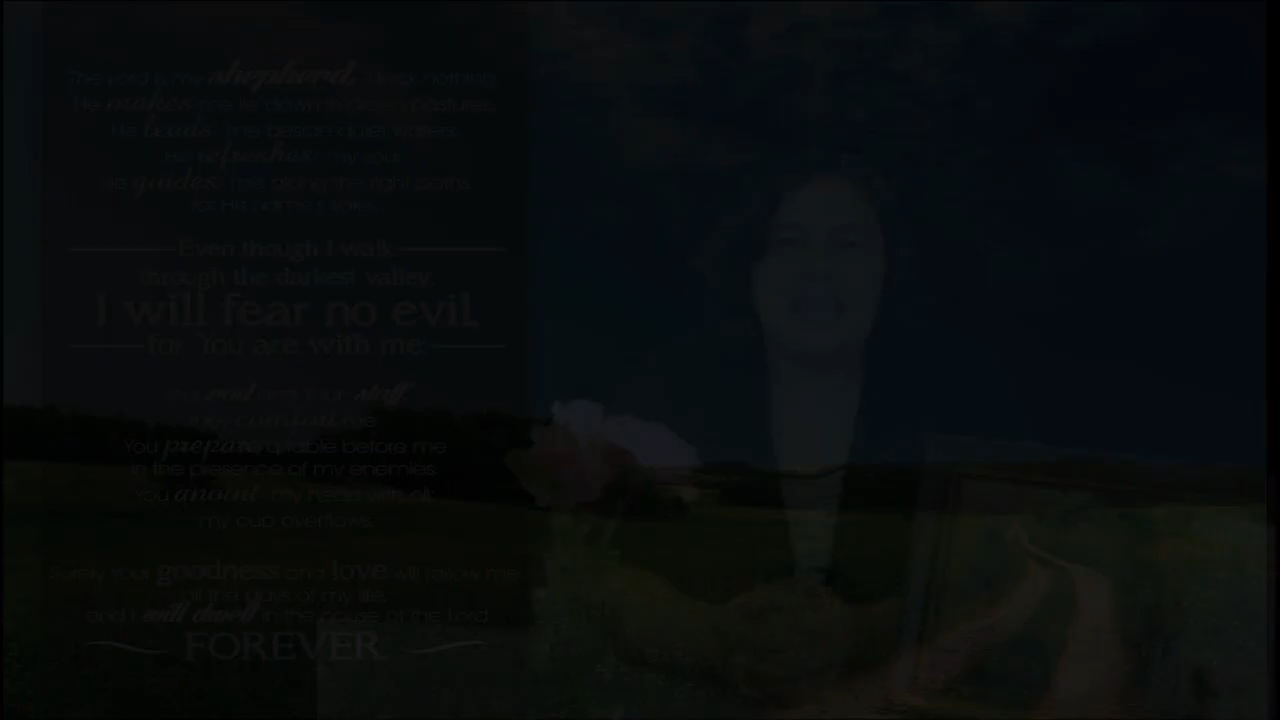 The Lord is my shepherd, I lack nothing.
He makes me lie down in green pastures,
He leads me beside quiet waters,
He refreshes my soul.
He guides me along the right paths
for His name's sake.
Even though I walk
through the darkest valley,
I will fear no evil,
for You are with me;
rod and Your staff
comfort me
You prepare a table before me
in the presence of my enemies
You anoint my head with oil;
my cup overflows.
Surely Your goodness and love will follow me
all the days of my life,
and I will dwell in the house of the Lord
FOREVER